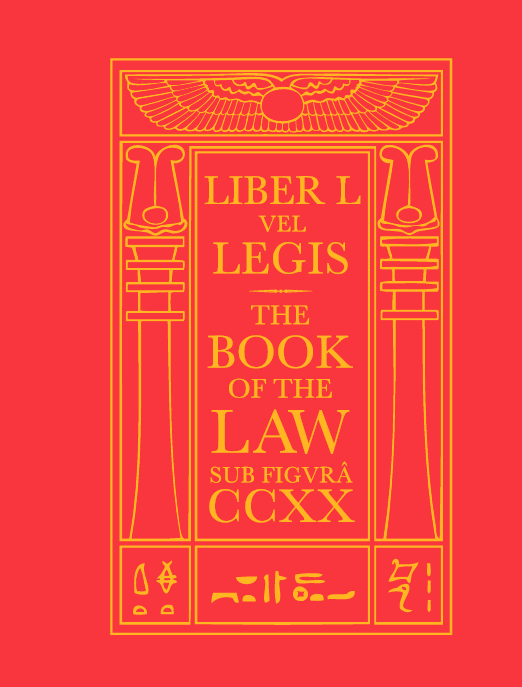 LIBER L
VEL
LEGIS
THE
BOOK
OF THE
LAW
SUB FIGVRÂ
CCXX